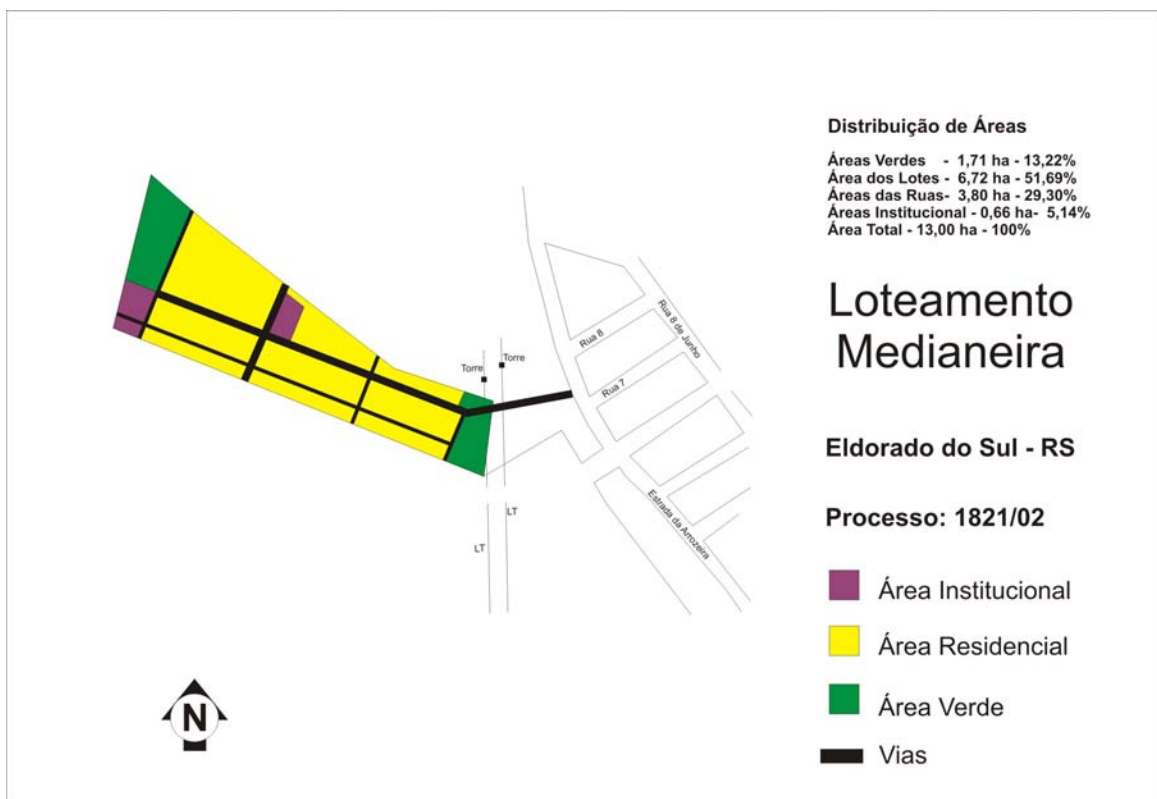 Distribuição de Áreas
Áreas Verdes - 1,71 ha - 13,22%
Área dos Lotes - 6,72 ha - 51,69%
Áreas das Ruas- 3,80 ha - 29,30%
Áreas Institucional - 0,66 ha- 5,14%
Área Total - 13,00 ha - 100%
Loteamento
Medianeira
Eldorado do Sul - RS
Processo: 1821/02
Área Institucional
Área Residencial
Área Verde
Vias
Torre
Torre
Rua 8
Rua 8 de Junho
Rua 7
Estrada da Arrozeira
LT
LT
N